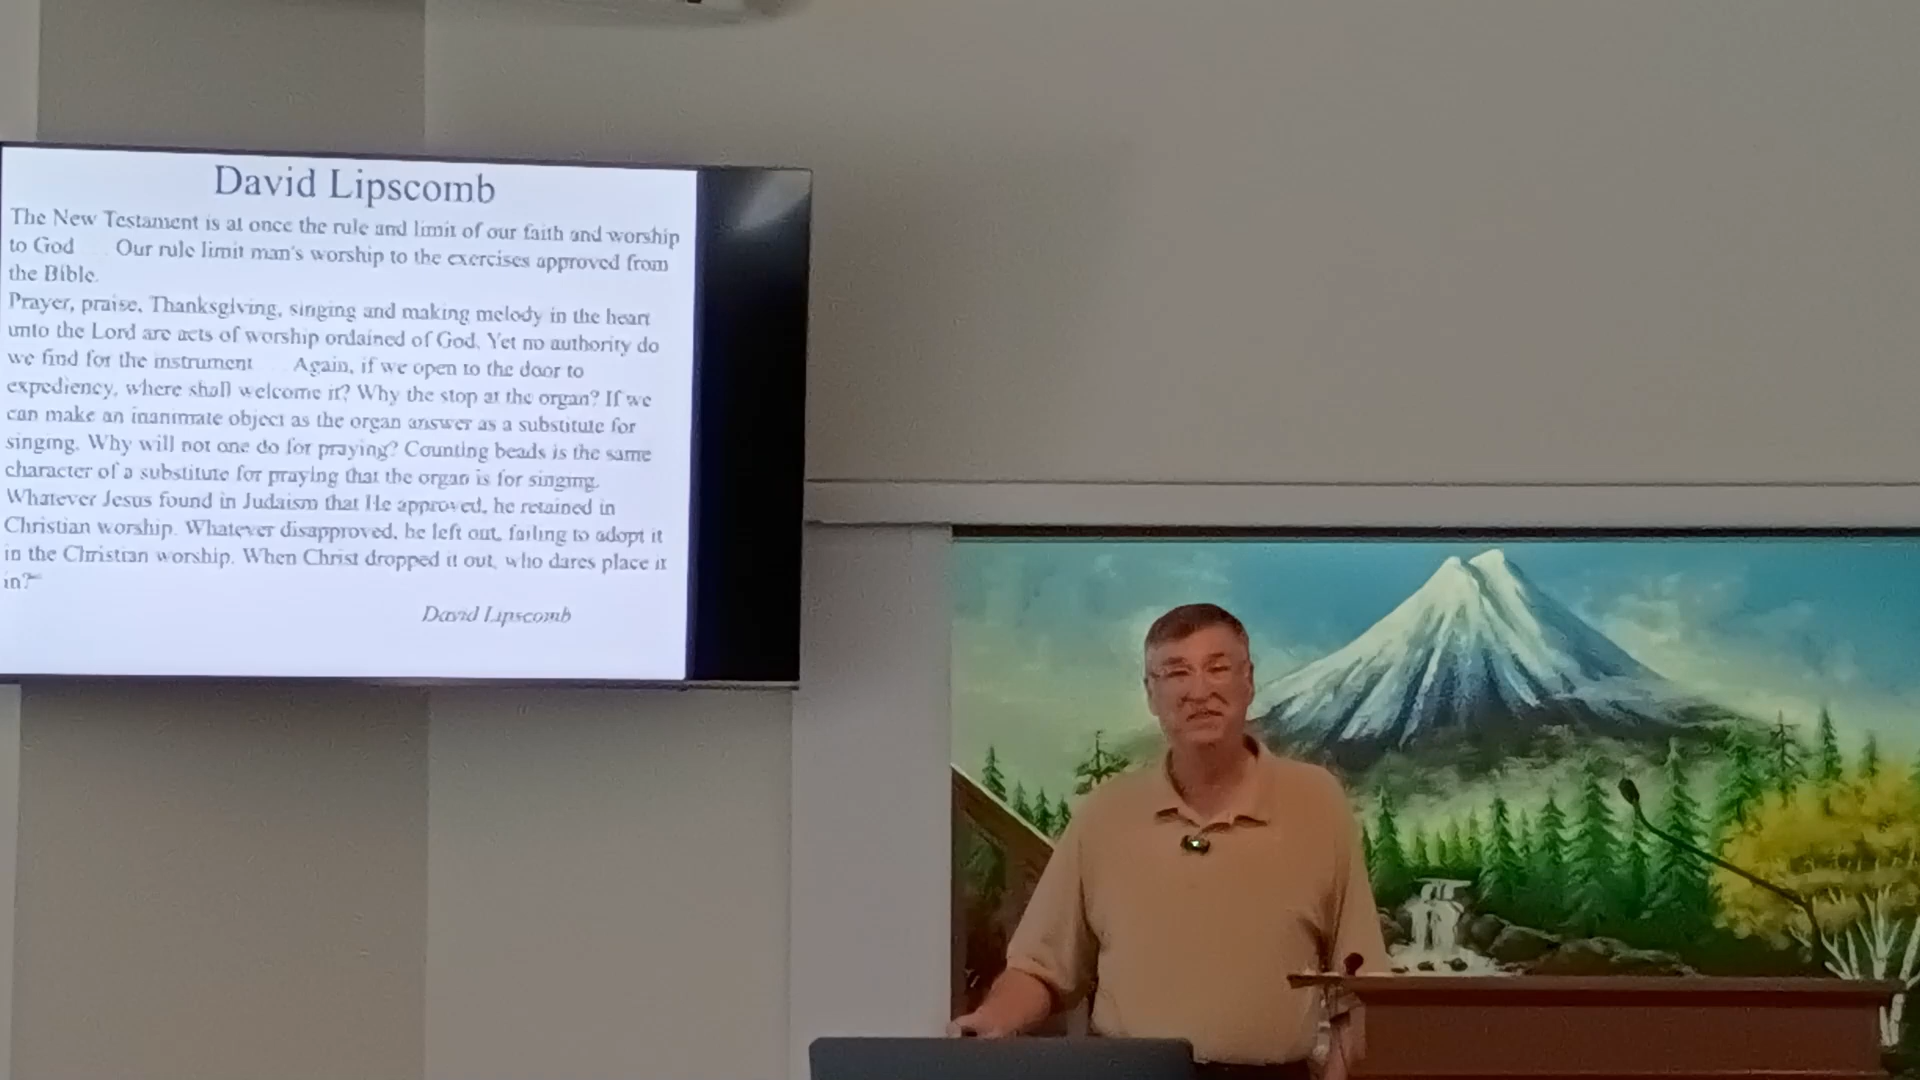 David Lipscomb
The New Testament is at once the rule and limit of our faith and worship
to God Our rule limit man's worship to the exercises approved from
the Bible.
Prayer, praise, Thanksgiving, singing and making melody in the heart
unto the Lord are acts of worship ordained of God. Yet no authority do
we find for the instrument Again, if we open to the door to
expediency, where shall welcome it? Why the stop at the organ? If we
can make an inanimate object as the organ answer as a substitute for
singing. Why will not one do for praying? Counting beads is the same
character of a substitute for praying that the organ is for singing.
Whatever Jesus found in Judaism that He approved, he retained in
Christian worship. Whatever disapproved, he left out, failing to adopt it
in the Christian worship. When Christ dropped it out, who dares place it
in?"
David Lipscomb